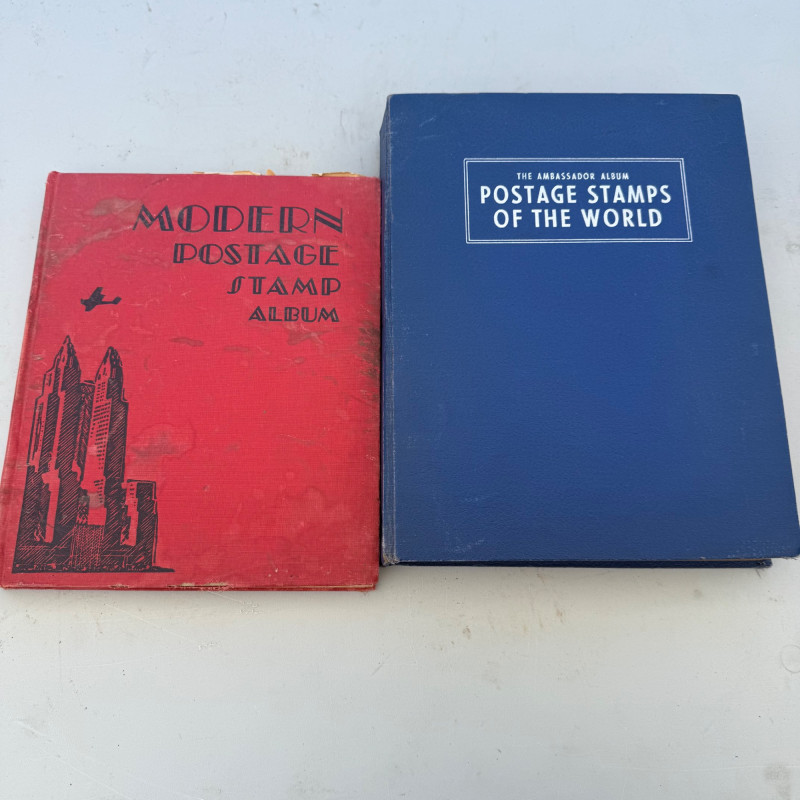 MODERN
POSTAGE
STAMP
ALBUM
THE AMBASSADOR ALBUM
POSTAGE STAMPS
OF THE WORLD